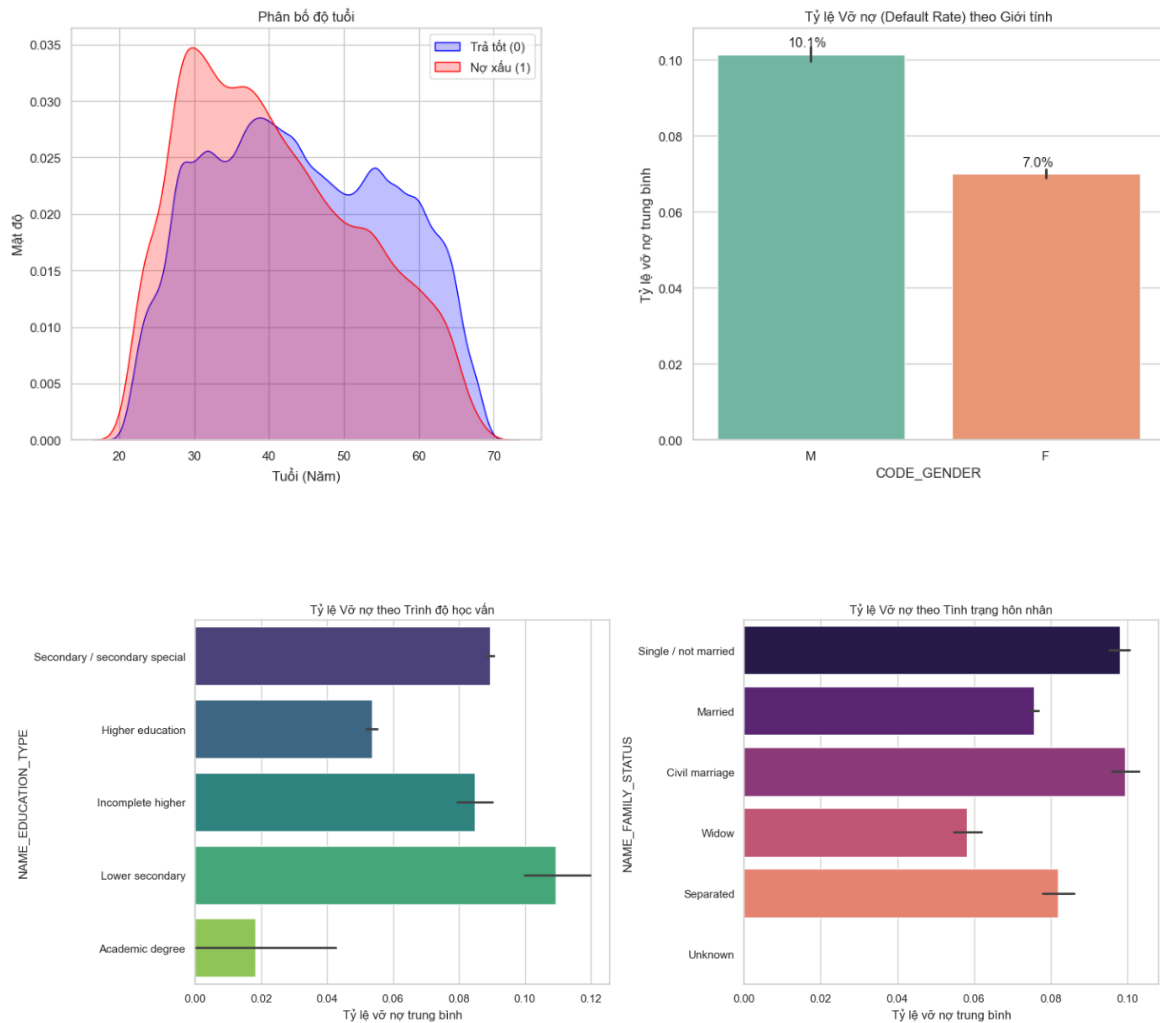 Phân bố độ tuổi
0.035
0.030
0.025
0.020
0.015
0.010
0.005
0.000
Mật độ
Trả tốt (0)
Nợ xấu (1)
20 30 40 50 60 70
Tuổi (Năm)
Tỷ lệ Vỡ nợ (Default Rate) theo Giới tính
10.1%
7.0%
0.10
0.08
0.06
0.04
0.02
0.00
Tỷ lệ vỡ nợ trung bình
M F
CODE_GENDER
Tỷ lệ Vỡ nợ theo Trình độ học vấn
NAME_EDUCATION_TYPE
Secondary / secondary special
Higher education
Incomplete higher
Lower secondary
Academic degree
0.00 0.02 0.04 0.06 0.08 0.10 0.12
Tỷ lệ vỡ nợ trung bình
Tỷ lệ Vỡ nợ theo Tình trạng hôn nhân
NAME_FAMILY_STATUS
Single / not married
Married
Civil marriage
Widow
Separated
Unknown
0.00 0.02 0.04 0.06 0.08 0.10
Tỷ lệ vỡ nợ trung bình